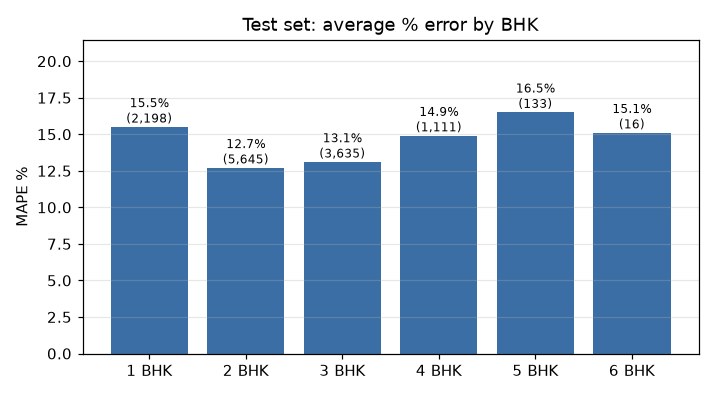 Test set: average % error by BHK
MAPE %
20.0
17.5
15.0
12.5
10.0
7.5
5.0
2.5
0.0
15.5%
(2,198)
12.7%
(5,645)
13.1%
(3,635)
14.9%
(1,111)
16.5%
(133)
15.1%
(16)
1 BHK
2 BHK
3 BHK
4 BHK
5 BHK
6 BHK